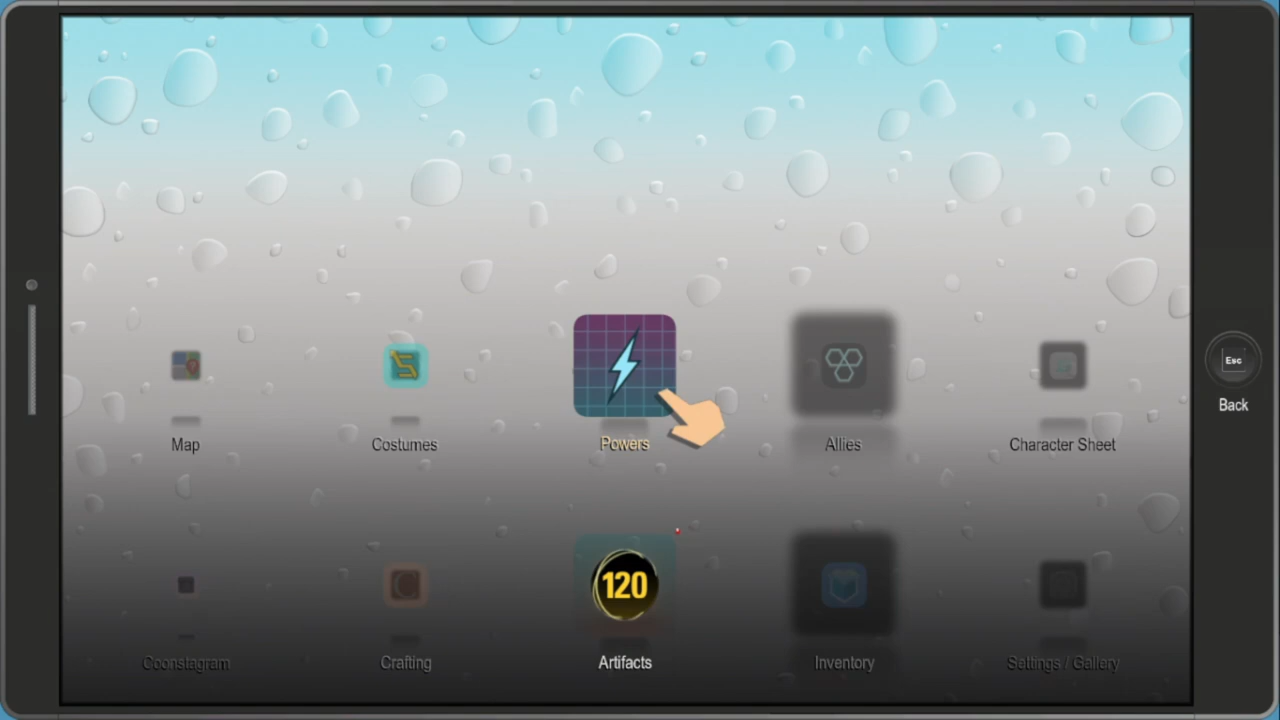 Esc
Back
Map
Costumes
Powers
Allies
Character Sheet
120
Coonstagram
Crafting
Artifacts
Inventory
Settings / Gallery